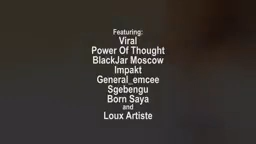 Featuring:
Viral
Power Of Thought
BlackJar Moscow
Impakt
General_emcee
Sgebengu
Born Saya
and
Loux Artiste